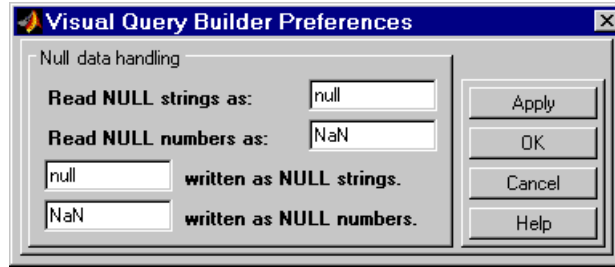 Visual Query Builder Preferences
Null data handling
Read NULL strings as: null
Read NULL numbers as: NaN
null written as NULL strings.
NaN written as NULL numbers.
Apply
OK
Cancel
Help